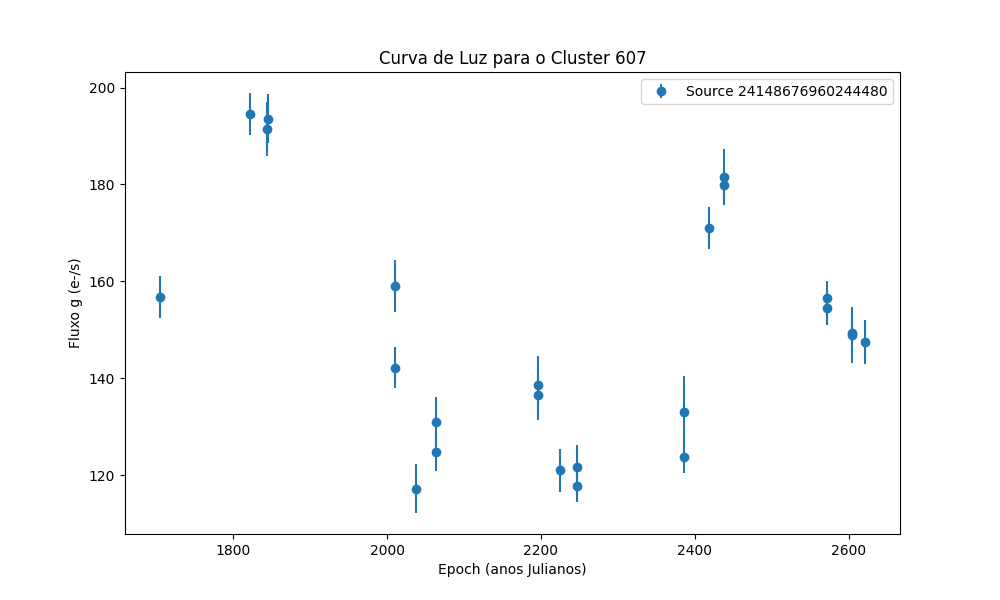 Curva de Luz para o Cluster 607
Source 24148676960244480
200
180
160
140
120
Fluxo g (e-/s)
1800
2000
2200
2400
2600
Epoch (anos Julianos)